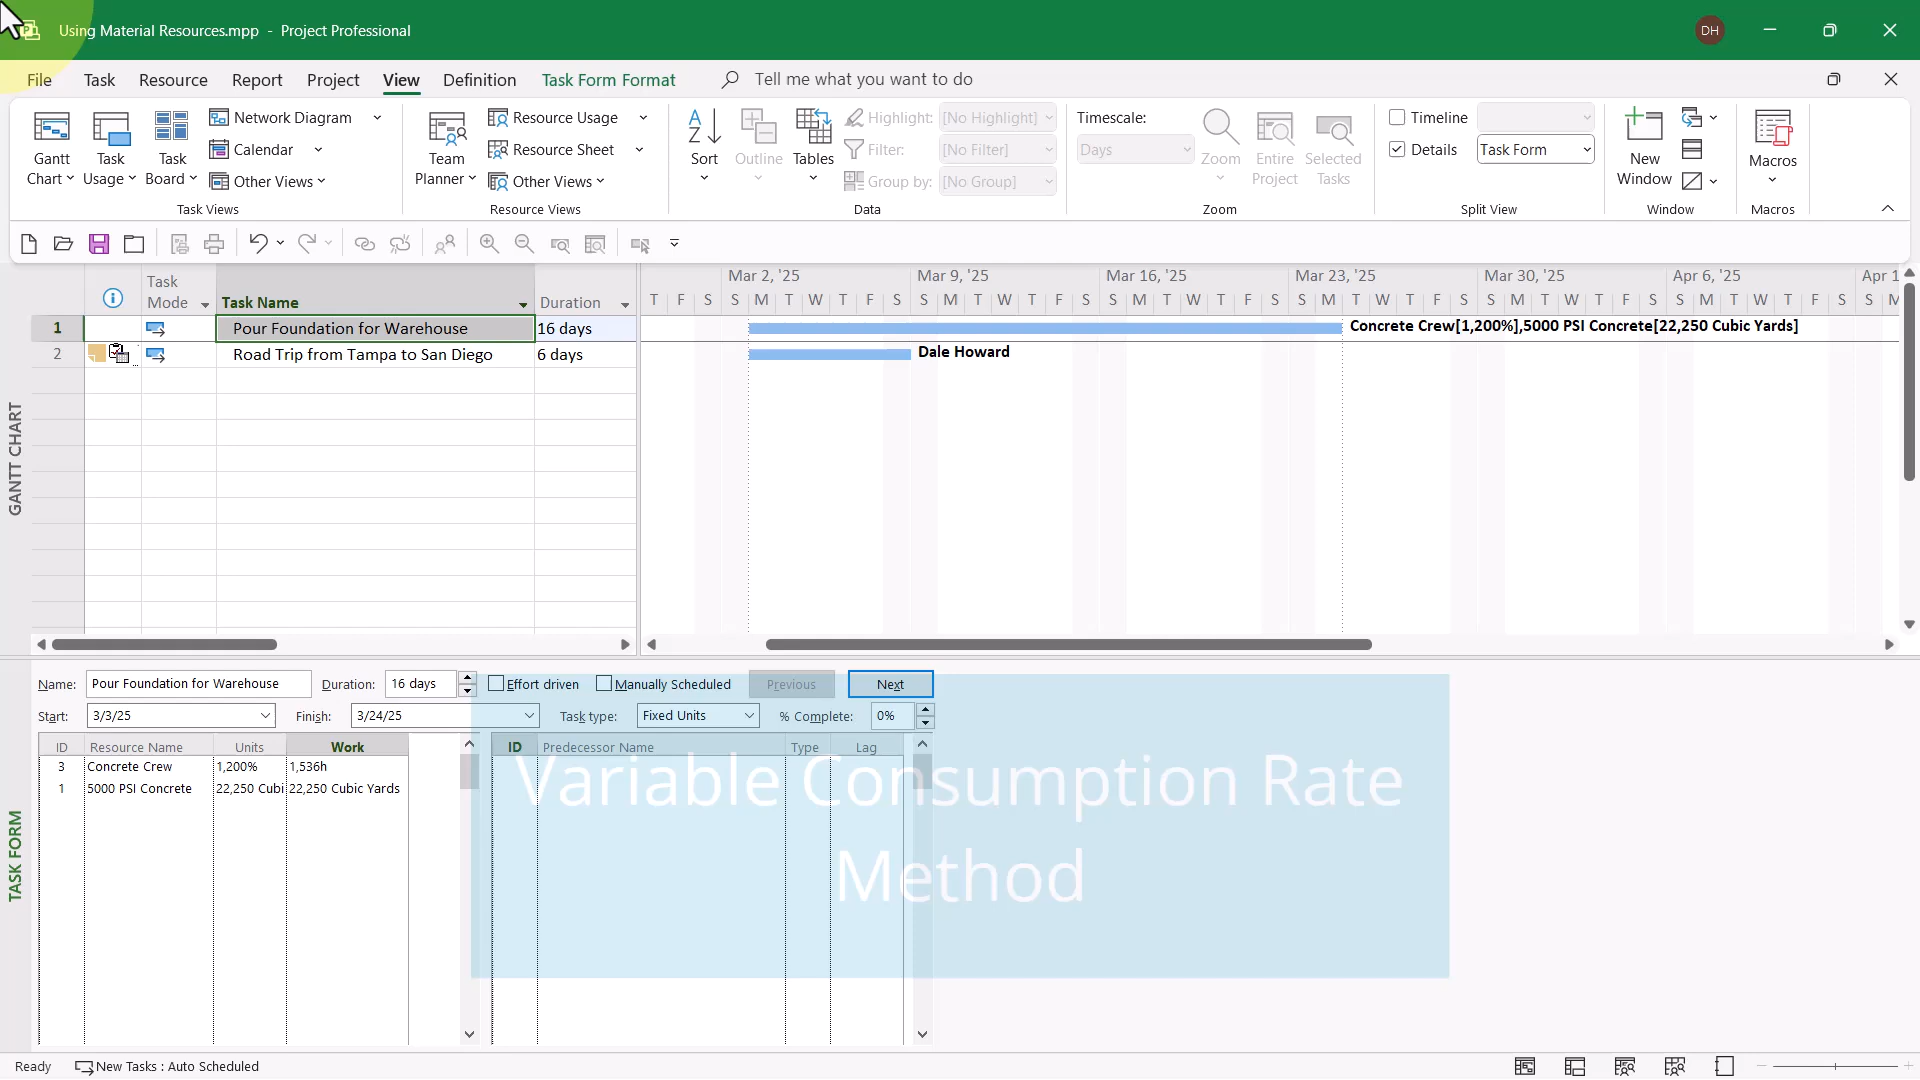 Using Material Resources.mpp - Project Professional
DH
File Task Resource Report Project View Definition Task Form Format Tell me what you want to do
Gantt Chart
Task Usage
Task Board
Network Diagram
Calendar
Other Views
Task Views
Team Planner
Resource Usage
Resource Sheet
Other Views
Resource Views
Sort
Outline
Tables
Highlight: [No Highlight]
Filter: [No Filter]
Group by: [No Group]
Data
Timescale:
Days
Zoom
Entire Project
Selected Tasks
Zoom
Timeline
Details Task Form
Split View
New Window
Window
Macros
Macros
GANTT CHART
Task Mode Task Name Duration
Mar 2, '25 Mar 9, '25 Mar 16, '25 Mar 23, '25 Mar 30, '25 Apr 6, '25 Apr 1
T F S S M T W T F S S M T W T F S S M T W T F S S M T W T F S S M T W T F S S M T W T F S S M
1 Pour Foundation for Warehouse 16 days Concrete Crew[1,200%],5000 PSI Concrete[22,250 Cubic Yards]
2 Road Trip from Tampa to San Diego 6 days Dale Howard
TASK FORM
Name: Pour Foundation for Warehouse Duration: 16 days Effort driven Manually Scheduled Previous Next
Start: 3/3/25 Finish: 3/24/25 Task type: Fixed Units % Complete: 0%
ID Resource Name Units Work ID Predecessor Name Type Lag
3 Concrete Crew 1,200% 1,536h
1 5000 PSI Concrete 22,250 Cubi 22,250 Cubic Yards
Variable Consumption Rate
Method
Ready New Tasks : Auto Scheduled